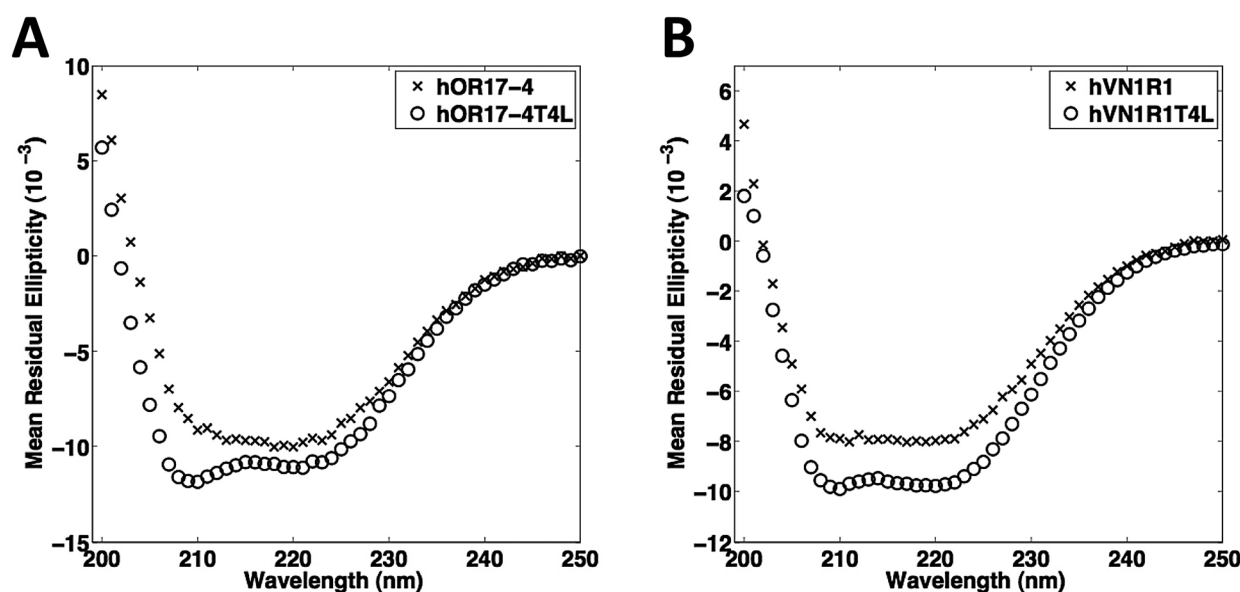 A
hOR17-4
hOR17-4T4L
Mean Residual Ellipticity (10 ⁻³)
10
5
0
-5
-10
-15
200
210
220
230
240
250
Wavelength (nm)
B
hVN1R1
hVN1R1T4L
Mean Residual Ellipticity (10 ⁻³)
6
4
2
0
-2
-4
-6
-8
-10
-12
200
210
220
230
240
250
Wavelength (nm)